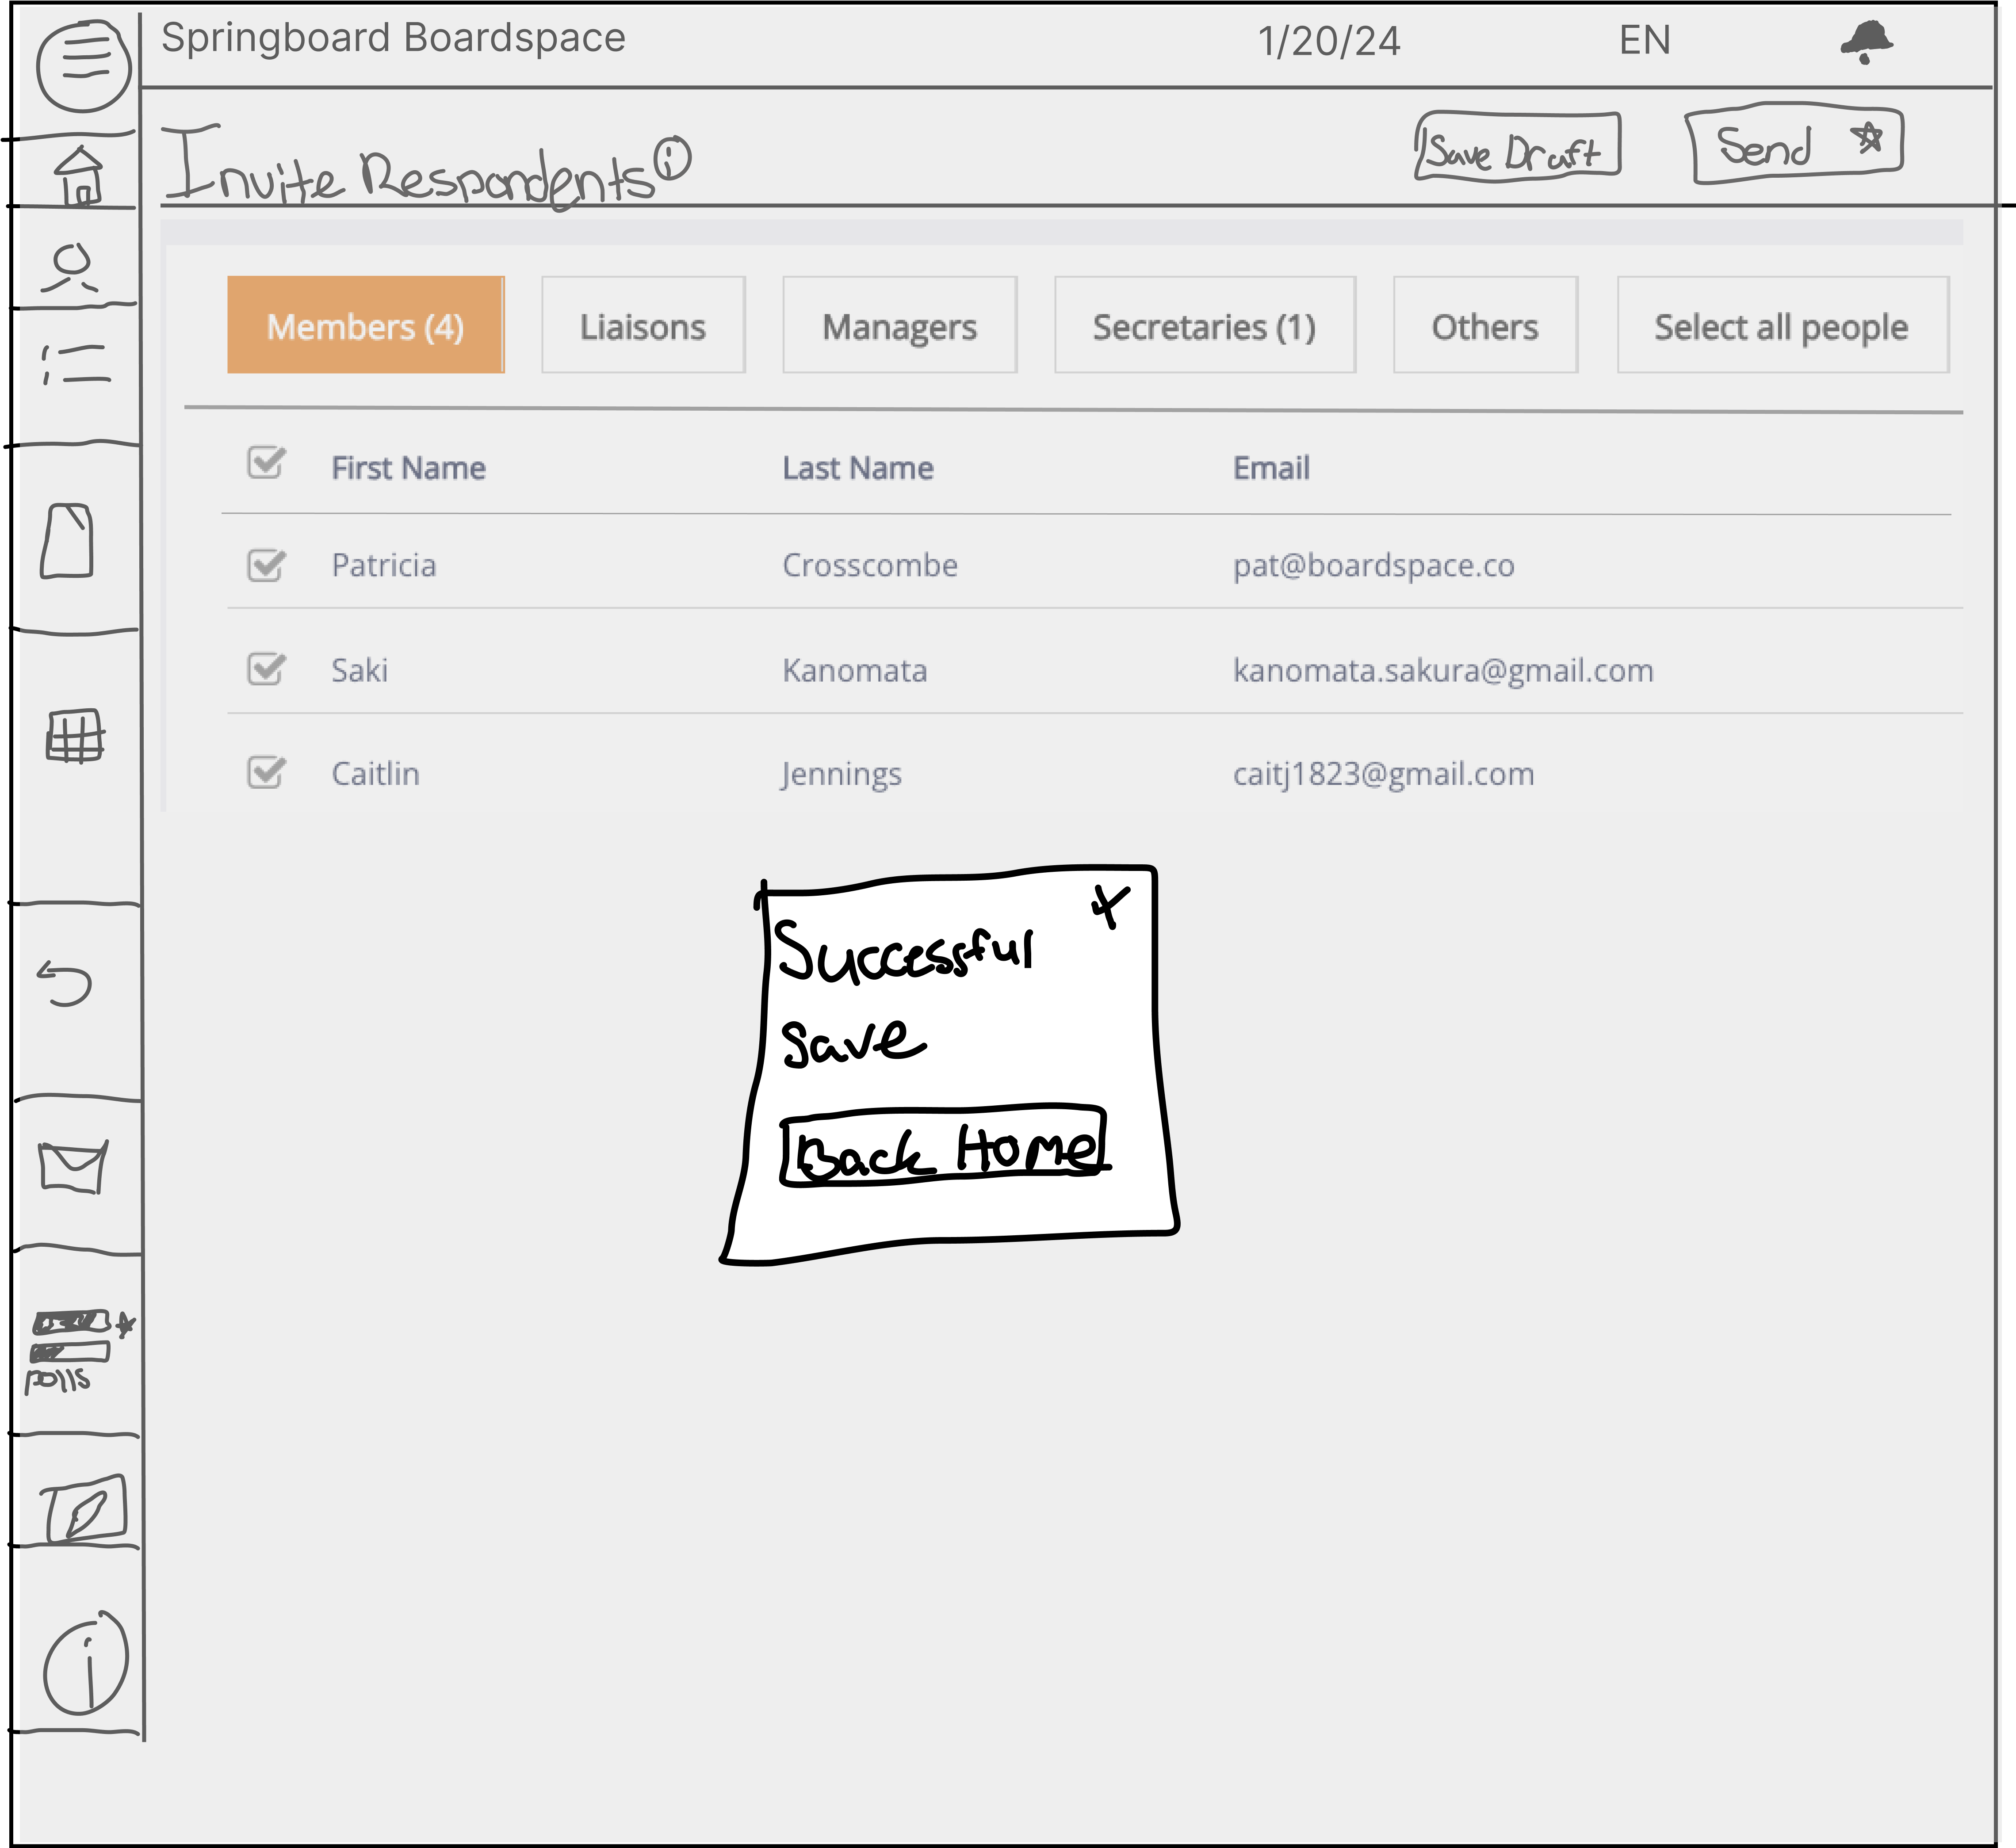 Springboard Boardspace 1/20/24 EN
Invite Respondents i Save Draft Send
Members (4) Liaisons Managers Secretaries (1) Others Select all people
First Name Last Name Email
Patricia Crosscombe pat@boardspace.co
Saki Kanomata kanomata.sakura@gmail.com
Caitlin Jennings caitj1823@gmail.com
Successful
Save
Back Home
polls
i